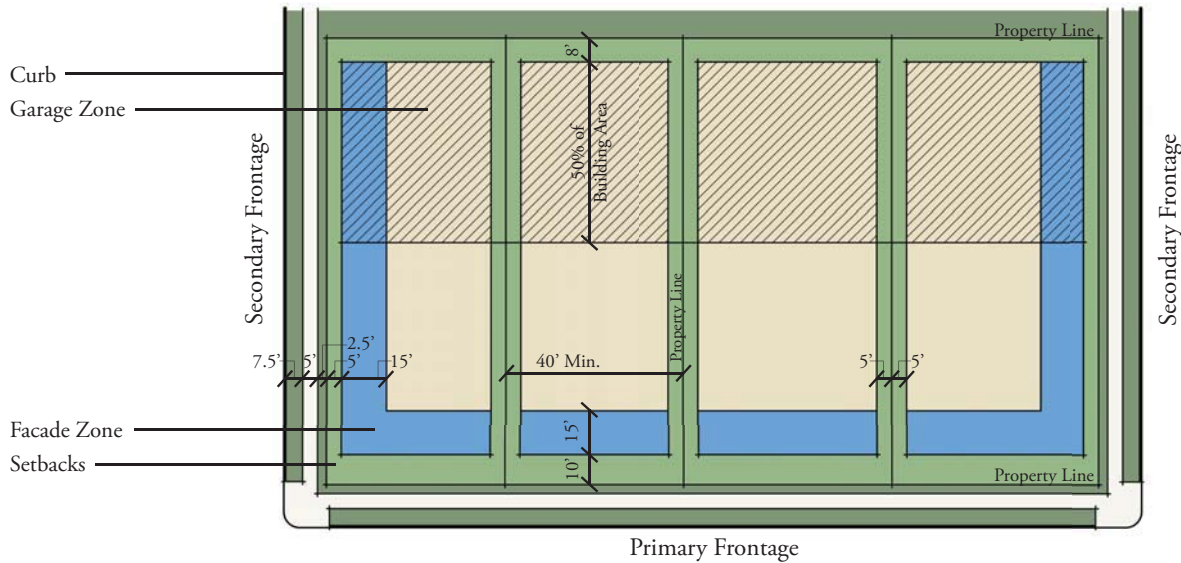 Property Line
8’
Curb
Garage Zone
50% of
Building Area
Secondary Frontage
Secondary Frontage
Property Line
2.5’
7.5’
5’
5’
15’
40’ Min.
5’
5’
Facade Zone
15’
Setbacks
10’
Property Line
Primary Frontage